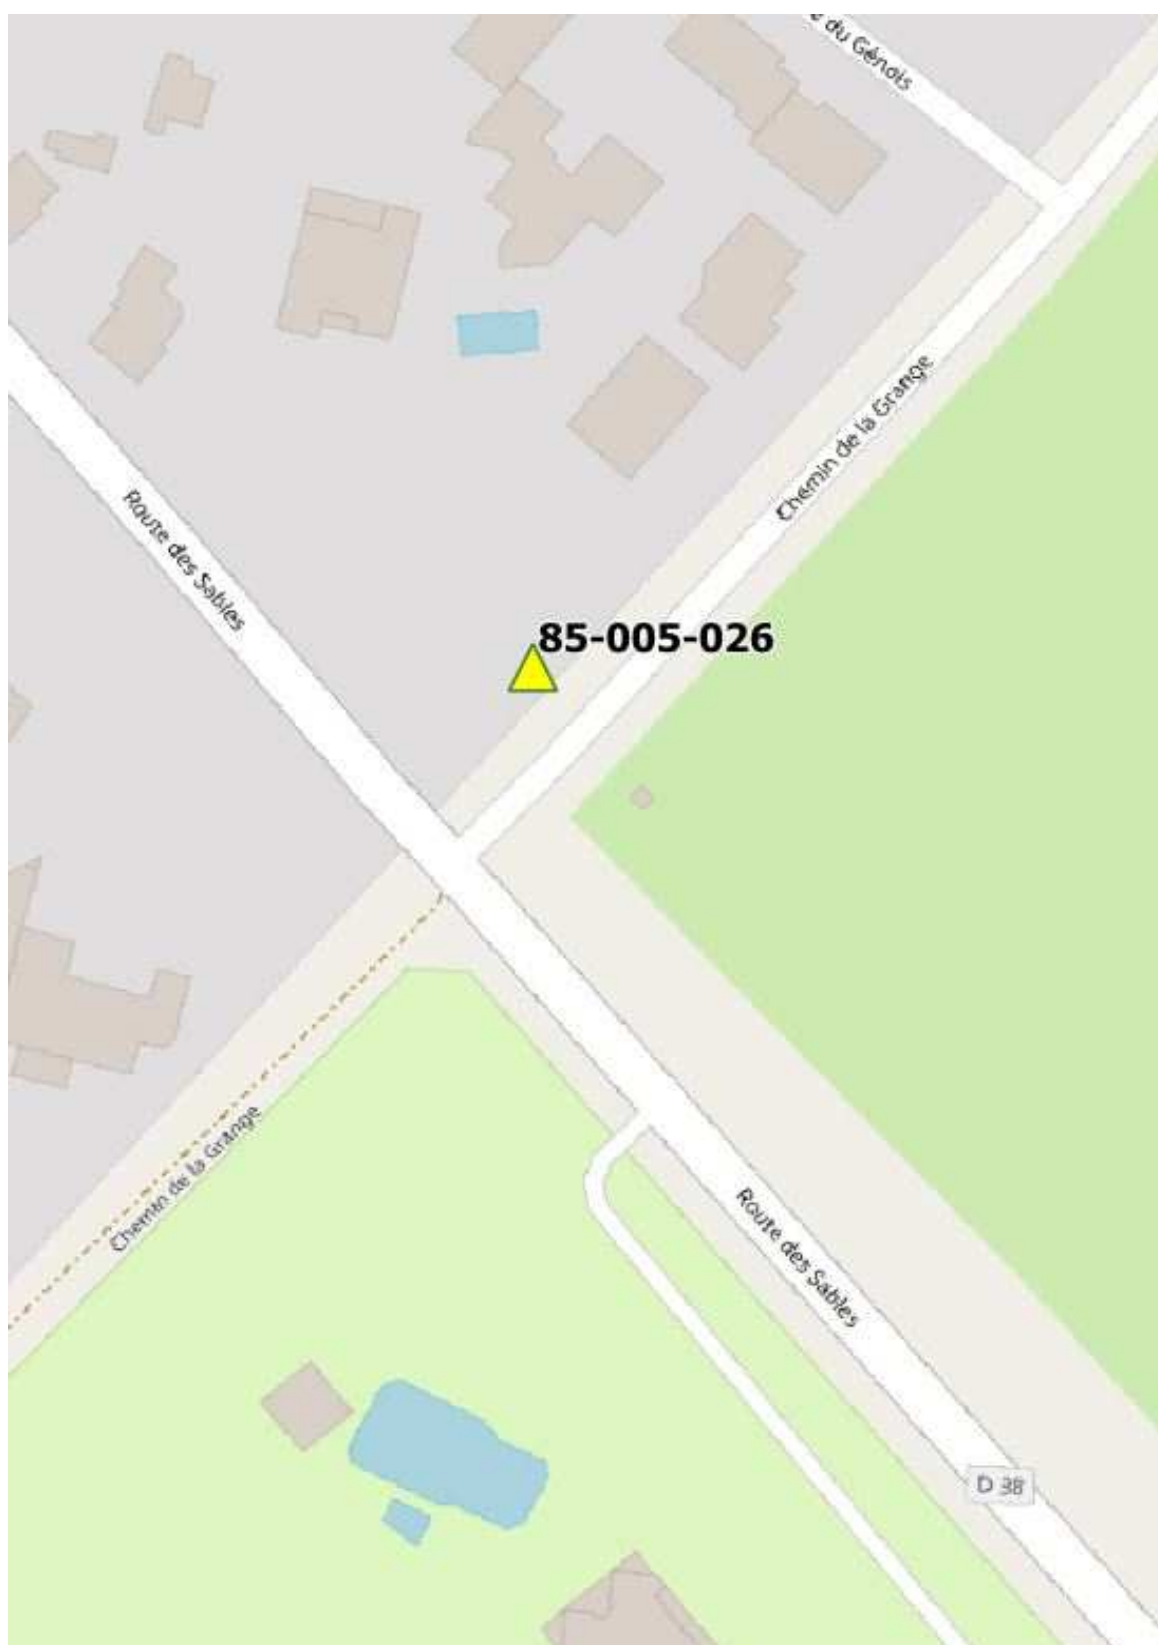 du Génois
Chemin de la Grange
Route des Sables
85-005-026
Chemin de la Grange
Route des Sables
D 38